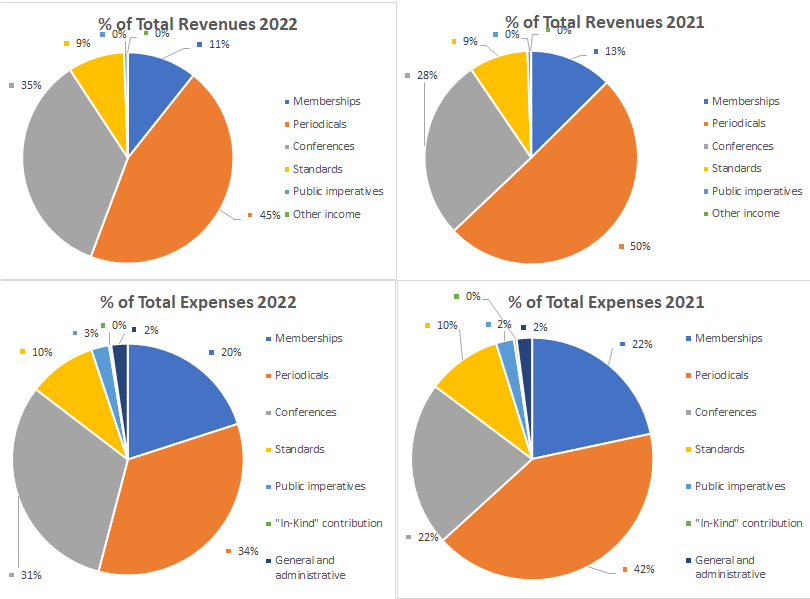 % of Total Revenues 2022
0%
0%
9%
11%
35%
45%
Memberships
Periodicals
Conferences
Standards
Public imperatives
Other income
% of Total Revenues 2021
0%
0%
9%
13%
28%
50%
Memberships
Periodicals
Conferences
Standards
Public imperatives
Other income
% of Total Expenses 2022
0%
2%
3%
10%
20%
34%
31%
Memberships
Periodicals
Conferences
Standards
Public imperatives
"In-Kind" contribution
General and
administrative
% of Total Expenses 2021
0%
2%
2%
10%
22%
22%
42%
Memberships
Periodicals
Conferences
Standards
Public imperatives
"In-Kind" contribution
General and
administrative